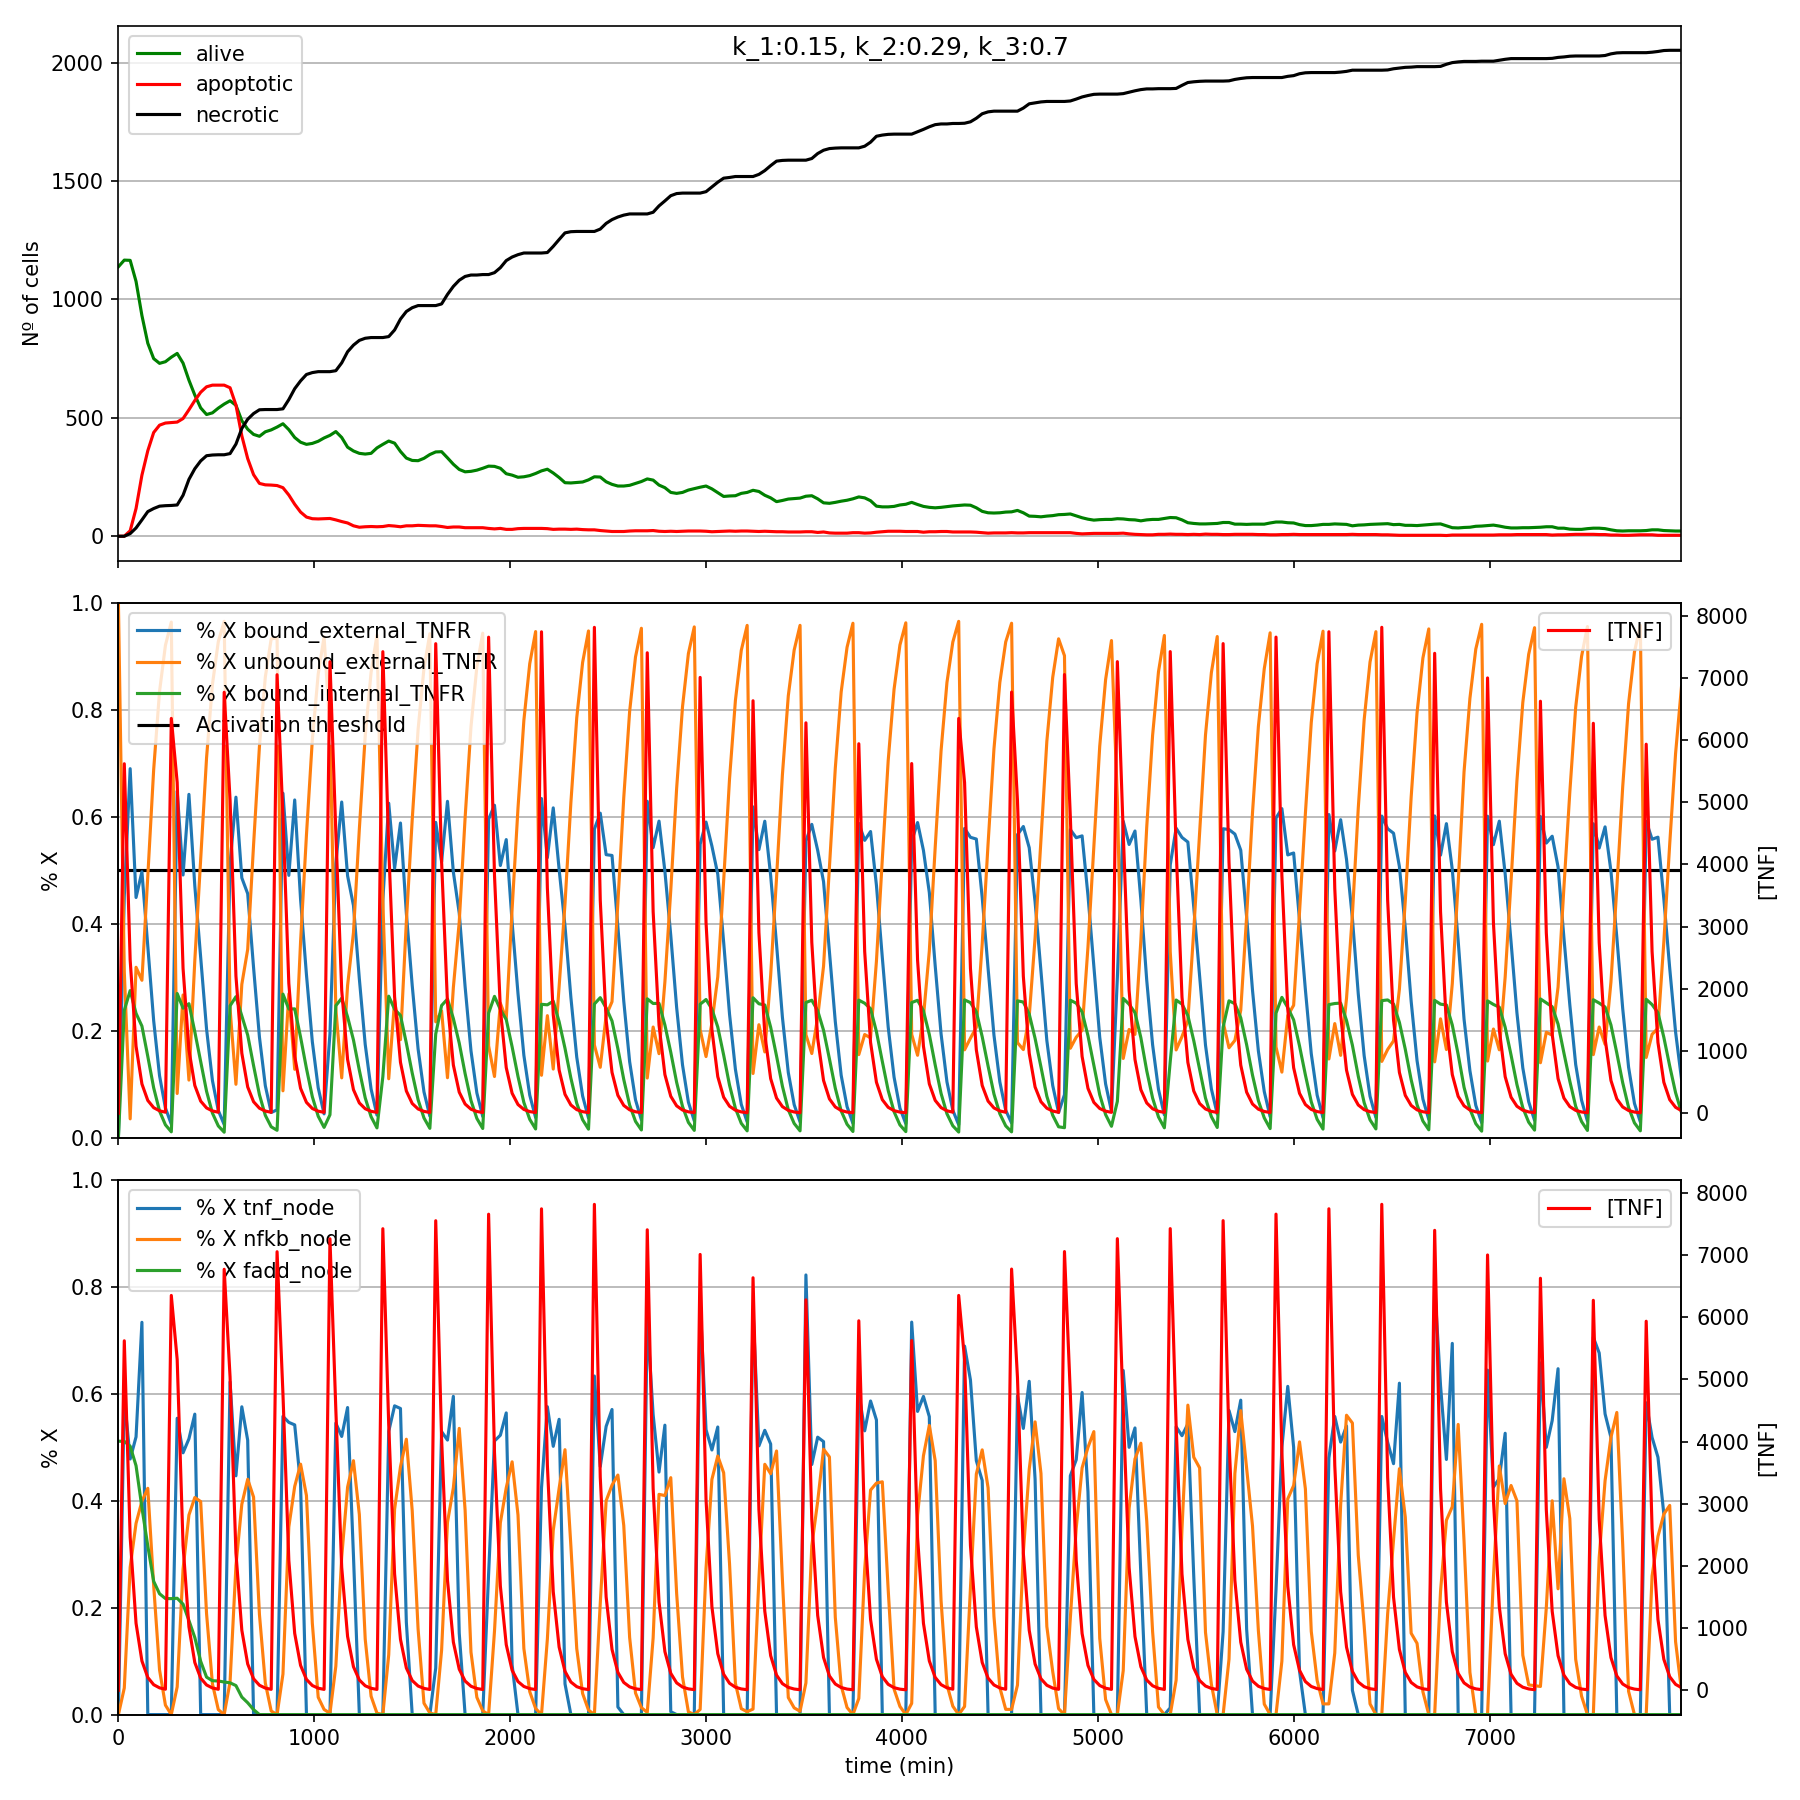 k_1:0.15, k_2:0.29, k_3:0.7
alive
apoptotic
necrotic
2000
1500
1000
500
0
Nº of cells
% X bound_external_TNFR
% X unbound_external_TNFR
% X bound_internal_TNFR
Activation threshold
[TNF]
1.0
0.8
0.6
0.4
0.2
0.0
% X
8000
7000
6000
5000
4000
3000
2000
1000
0
[TNF]
% X tnf_node
% X nfkb_node
% X fadd_node
[TNF]
1.0
0.8
0.6
0.4
0.2
0.0
% X
8000
7000
6000
5000
4000
3000
2000
1000
0
[TNF]
0 1000 2000 3000 4000 5000 6000 7000
time (min)